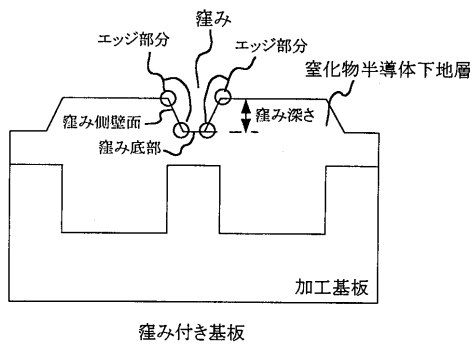 窪み
エッジ部分
エッジ部分
窒化物半導体下地層
窪み側壁面
窪み深さ
窪み底部
加工基板
窪み付き基板